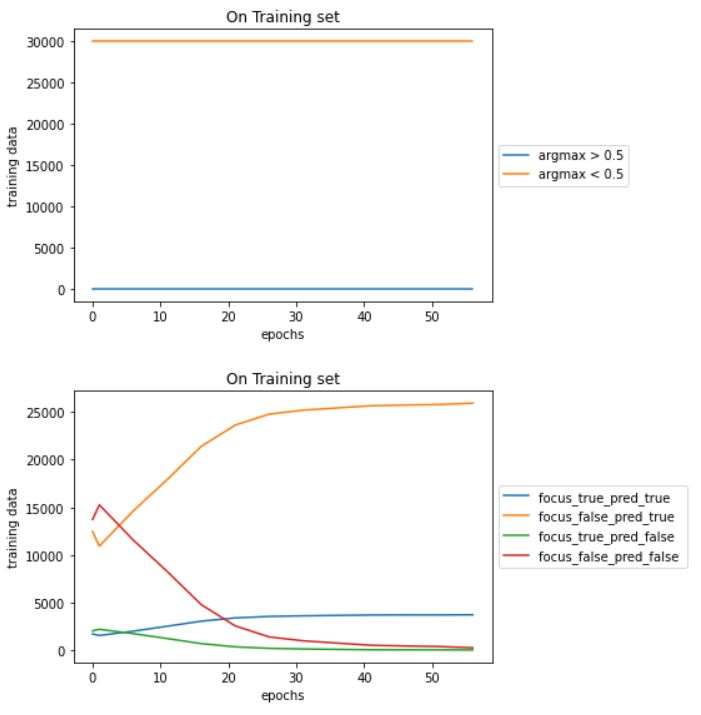 On Training set
30000
25000
20000
15000
10000
5000
0
training data
0 10 20 30 40 50
epochs
argmax > 0.5
argmax < 0.5
On Training set
25000
20000
15000
10000
5000
0
training data
0 10 20 30 40 50
epochs
focus_true_pred_true
focus_false_pred_true
focus_true_pred_false
focus_false_pred_false